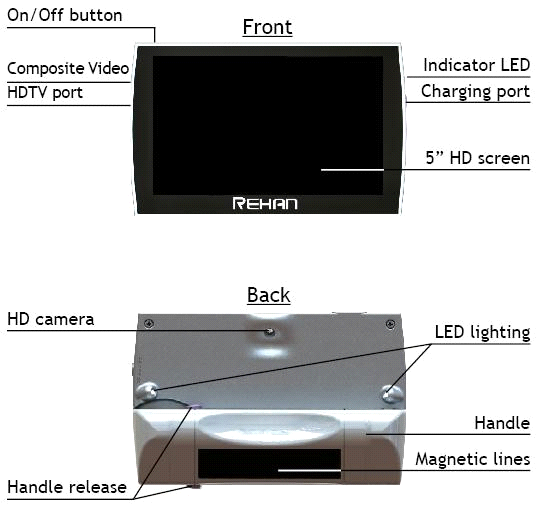 On/Off button
Front
Composite Video
HDTV port
Indicator LED
Charging port
5” HD screen
REHAN
Back
HD camera
LED lighting
Handle
Magnetic lines
Handle release